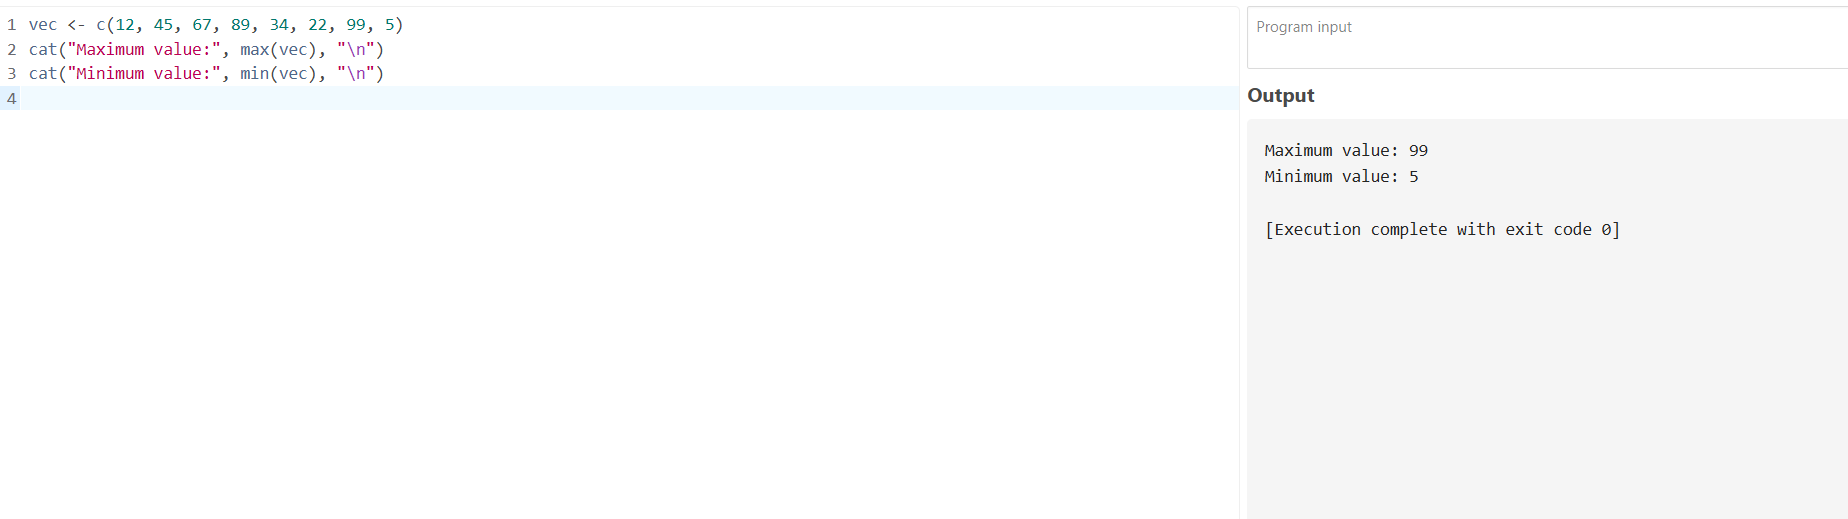 1 vec <- c(12, 45, 67, 89, 34, 22, 99, 5)
2 cat("Maximum value:", max(vec), "\n")
3 cat("Minimum value:", min(vec), "\n")
4
Program input
Output
Maximum value: 99
Minimum value: 5
[Execution complete with exit code 0]